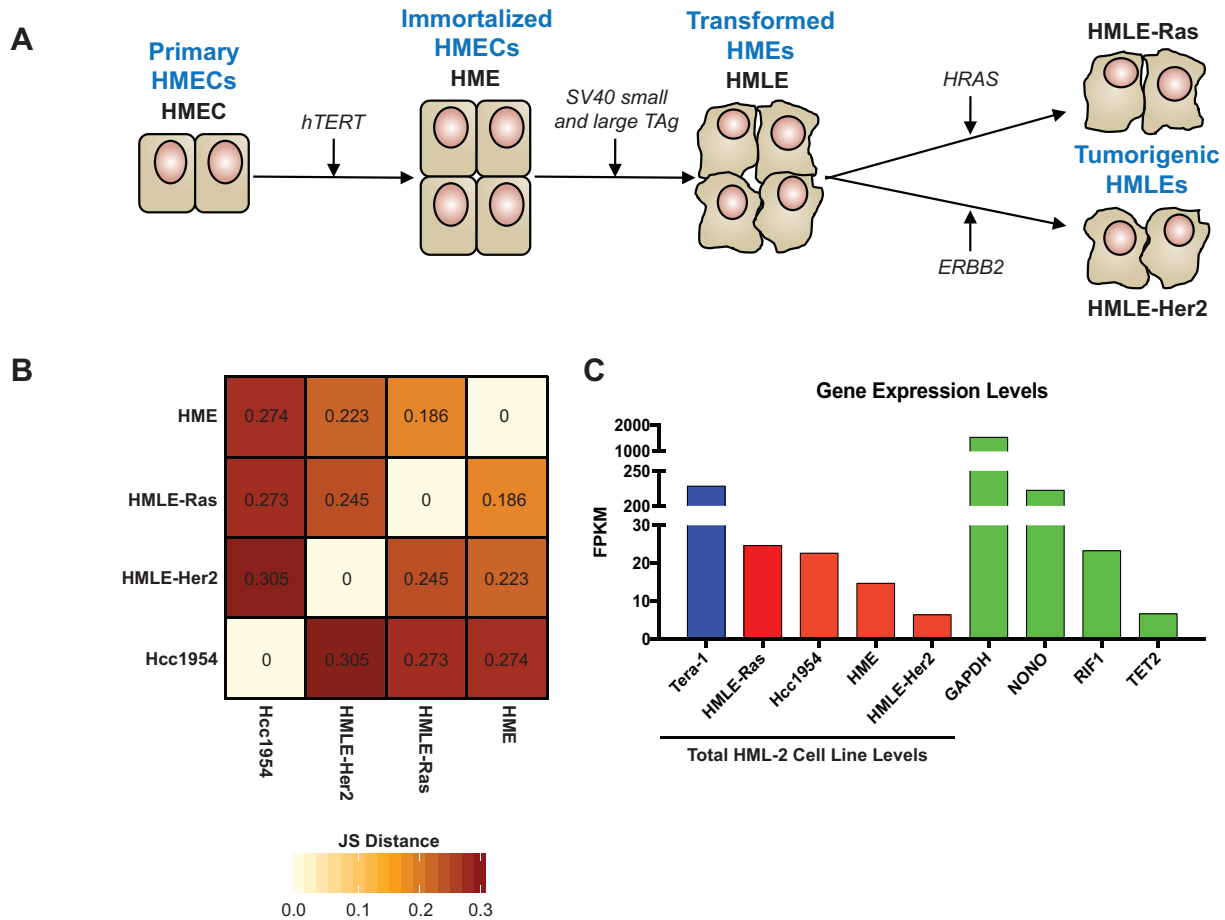 A
Primary
HMECs
HMEC
hTERT
Immortalized
HMECs
HME
SV40 small
and large TAg
Transformed
HMEs
HMLE
HRAS
ERBB2
HMLE-Ras
Tumorigenic
HMLEs
HMLE-Her2
B
HME
0.274 0.223 0.186 0
HMLE-Ras
0.273 0.245 0 0.186
HMLE-Her2
0.305 0 0.245 0.223
Hcc1954
0 0.305 0.273 0.274
Hcc1954
HMLE-Her2
HMLE-Ras
HME
JS Distance
0.0 0.1 0.2 0.3
C
Gene Expression Levels
FPKM
2000
1000
250
200
30
20
10
0
Tera-1
HMLE-Ras
Hcc1954
HME
HMLE-Her2
GAPDH
NONO
RIF1
TET2
Total HML-2 Cell Line Levels